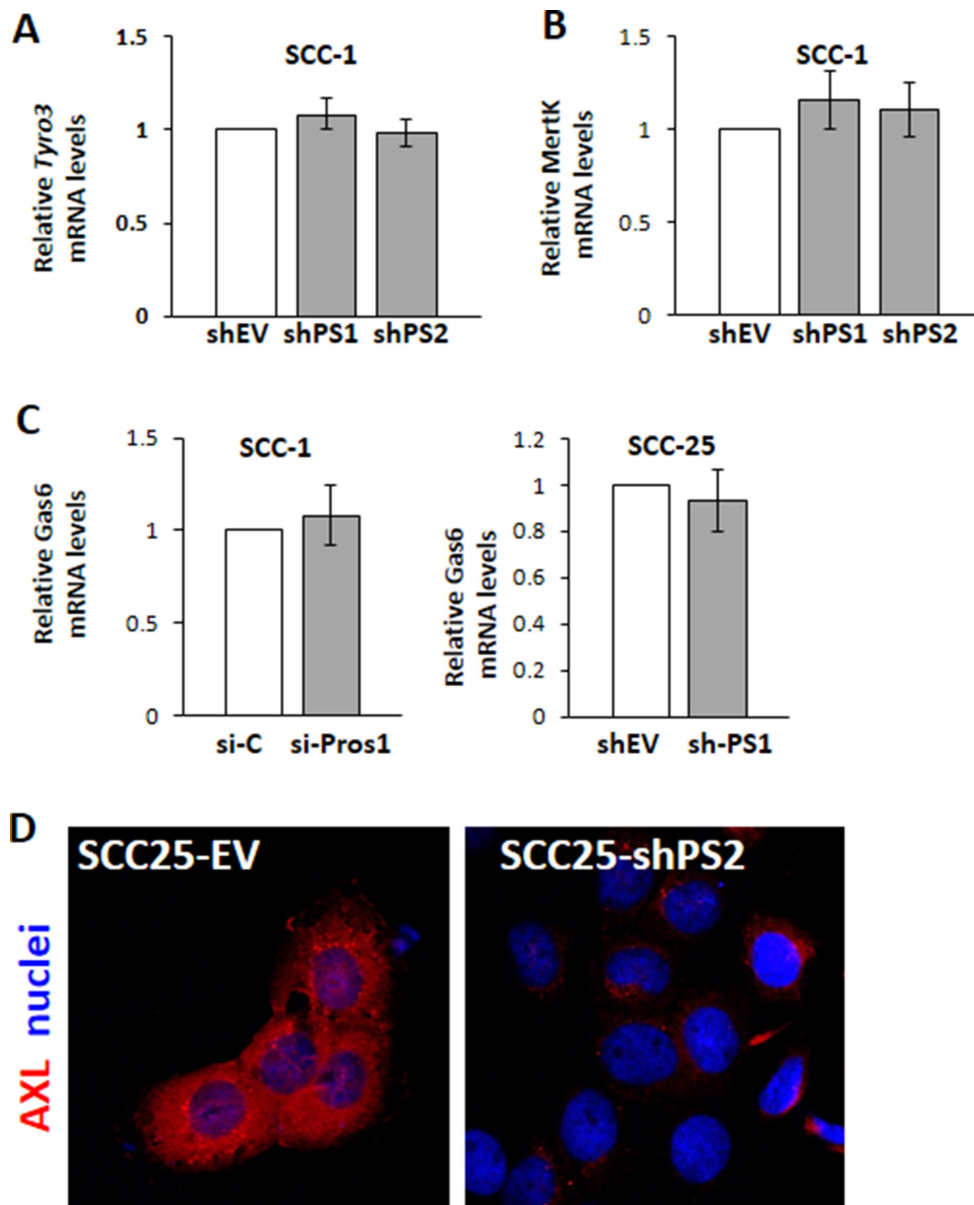 A
SCC-1
Relative Tyro3
mRNA levels
1.5
1
0.5
0
shEV shPS1 shPS2
B
SCC-1
Relative MertK
mRNA levels
1.5
1
0.5
0
shEV shPS1 shPS2
C
SCC-1
Relative Gas6
mRNA levels
1.5
1
0.5
0
si-C si-Pros1
SCC-25
Relative Gas6
mRNA levels
1.2
1
0.8
0.6
0.4
0.2
0
shEV sh-PS1
D
AXL nuclei
SCC25-EV
SCC25-shPS2